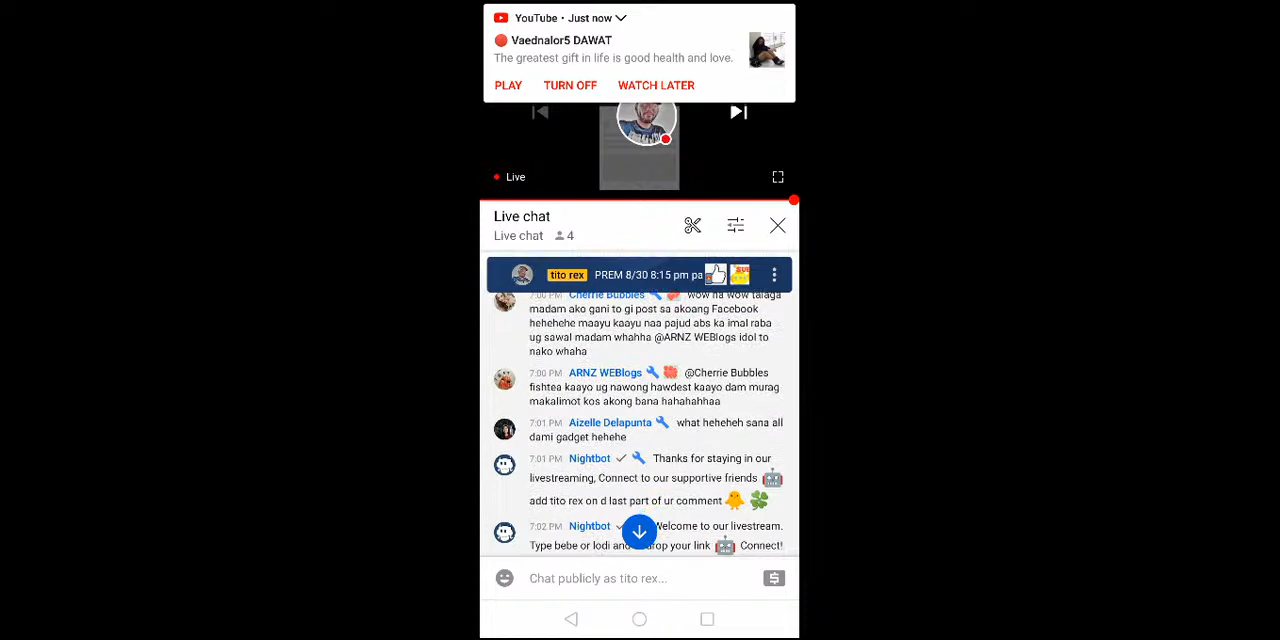 YouTube • Just now
Vaednalor5 DAWAT
The greatest gift in life is good health and love.
PLAY TURN OFF WATCH LATER
Live
Live chat
Live chat 4
tito rex PREM 8/30 8:15 pm pa
7:00 PM Cherrie Bubbles wow na wow talaga
madam ako gani to gi post sa akoang Facebook
hehehehe maayu kaayu naa pajud abs ka imal raba
ug sawal madam whahha @ARNZ WEBlogs idol to
nako whaha
7:00 PM ARNZ WEBlogs @Cherrie Bubbles
fishtea kaayo ug nawong hawdest kaayo dam murag
makalimot kos akong bana hahahahhaa
7:01 PM Aizelle Delapunta what heheheh sana all
dami gadget hehehe
7:01 PM Nightbot Thanks for staying in our
livestreaming, Connect to our supportive friends
add tito rex on d last part of ur comment
7:02 PM Nightbot Welcome to our livestream.
Type bebe or lodi and drop your link Connect!
Chat publicly as tito rex...